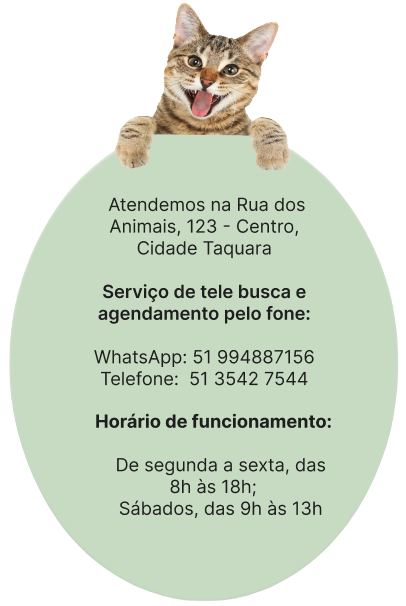 Atendemos na Rua dos
Animais, 123 - Centro,
Cidade Taquara
Serviço de tele busca e
agendamento pelo fone:
WhatsApp: 51 994887156
Telefone:  51 3542 7544
Horário de funcionamento:
De segunda a sexta, das
8h às 18h;
Sábados, das 9h às 13h